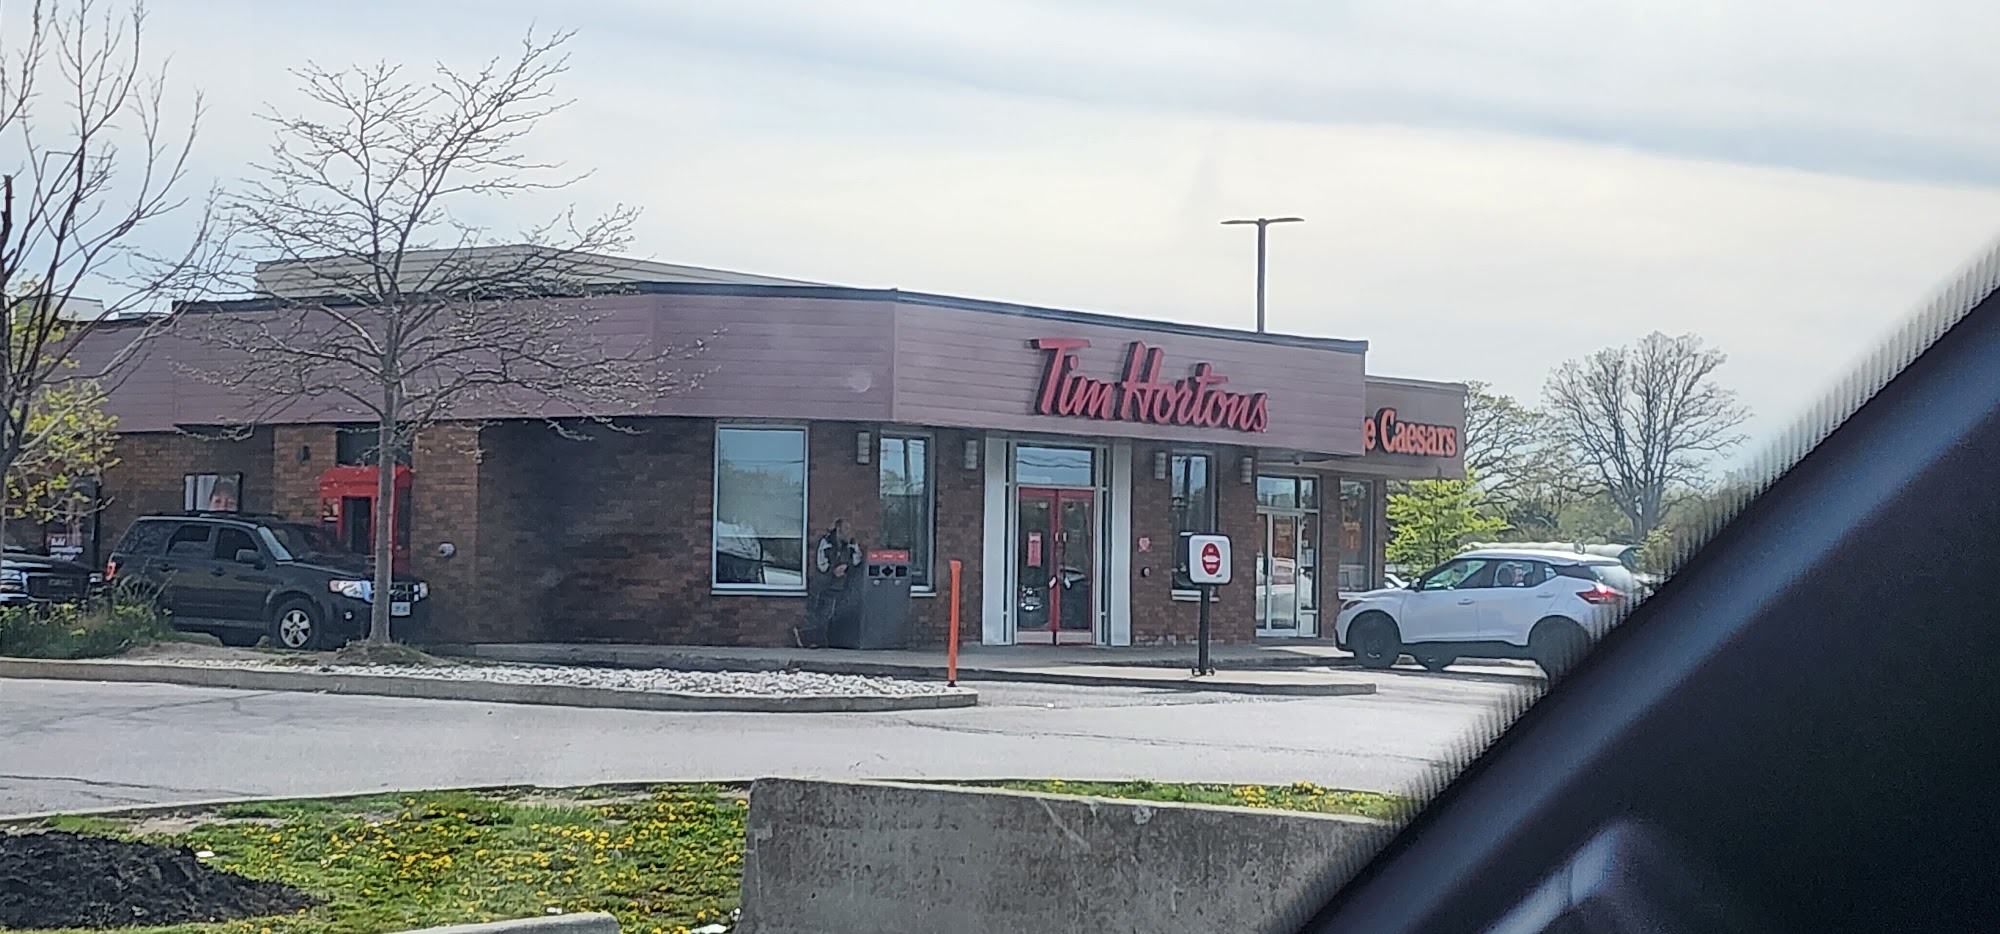 Tim Hortons
e Caesars